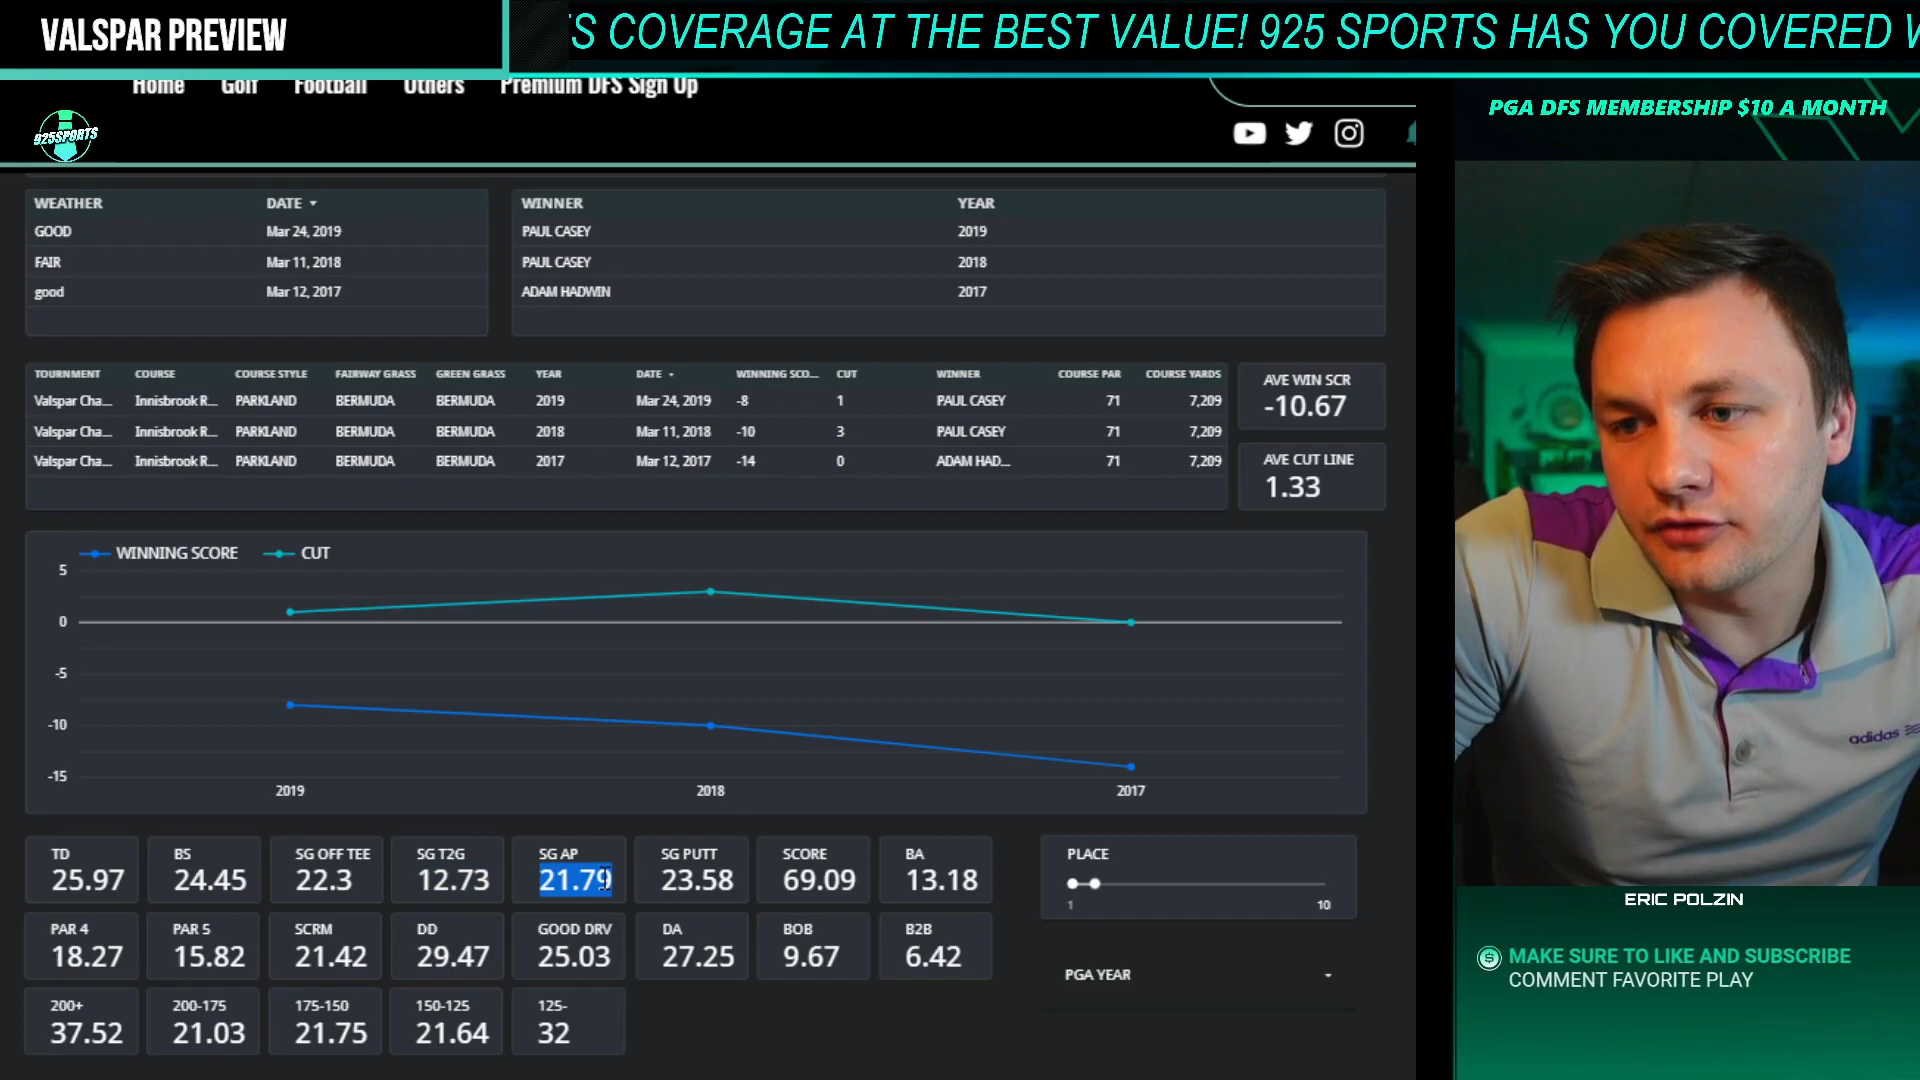 VALSPAR PREVIEW
S COVERAGE AT THE BEST VALUE! 925 SPORTS HAS YOU COVERED
Home Golf Football Others Premium DFS Sign Up
925SPORTS
PGA DFS MEMBERSHIP $10 A MONTH
WEATHER DATE
GOOD Mar 24, 2019
FAIR Mar 11, 2018
good Mar 12, 2017
WINNER YEAR
PAUL CASEY 2019
PAUL CASEY 2018
ADAM HADWIN 2017
TOURNMENT COURSE COURSE STYLE FAIRWAY GRASS GREEN GRASS YEAR DATE WINNING SCO... CUT WINNER COURSE PAR COURSE YARDS
Valspar Cha... Innisbrook R... PARKLAND BERMUDA BERMUDA 2019 Mar 24, 2019 -8 1 PAUL CASEY 71 7,209
Valspar Cha... Innisbrook R... PARKLAND BERMUDA BERMUDA 2018 Mar 11, 2018 -10 3 PAUL CASEY 71 7,209
Valspar Cha... Innisbrook R... PARKLAND BERMUDA BERMUDA 2017 Mar 12, 2017 -14 0 ADAM HAD... 71 7,209
AVE WIN SCR
-10.67
AVE CUT LINE
1.33
WINNING SCORE CUT
5
0
-5
-10
-15
2019 2018 2017
TD BS SG OFF TEE SG T2G SG AP SG PUTT SCORE BA
25.97 24.45 22.3 12.73 21.79 23.58 69.09 13.18
PAR 4 PAR 5 SCRM DD GOOD DRV DA BOB B2B
18.27 15.82 21.42 29.47 25.03 27.25 9.67 6.42
200+ 200-175 175-150 150-125 125-
37.52 21.03 21.75 21.64 32
PLACE
1 10
PGA YEAR
adidas
ERIC POLZIN
MAKE SURE TO LIKE AND SUBSCRIBE
COMMENT FAVORITE PLAY